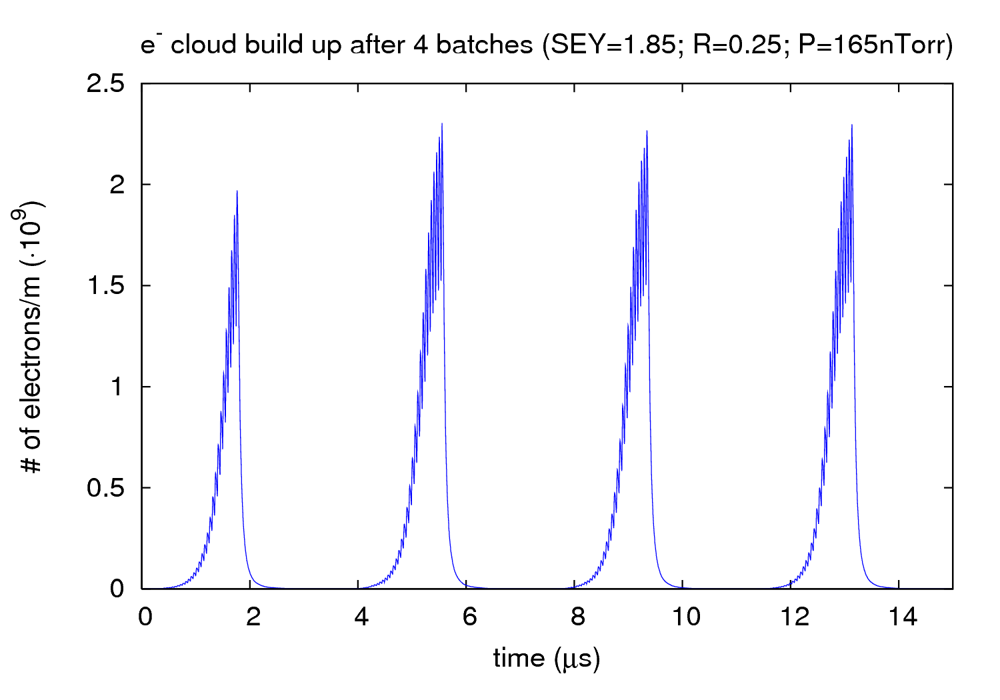 e⁻ cloud build up after 4 batches (SEY=1.85; R=0.25; P=165nTorr)
# of electrons/m (·10⁹)
2.5
2
1.5
1
0.5
0
0 2 4 6 8 10 12 14
time (μs)